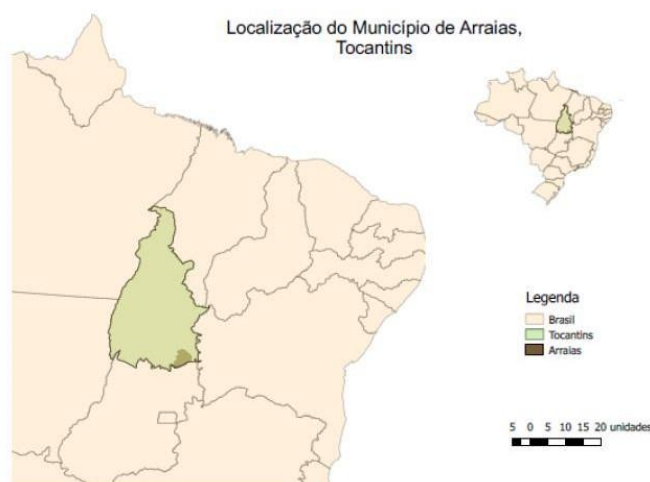 Localização do Município de Arraias,
Tocantins
Legenda
Brasil
Tocantins
Arraias
5 0 5 10 15 20 unidades